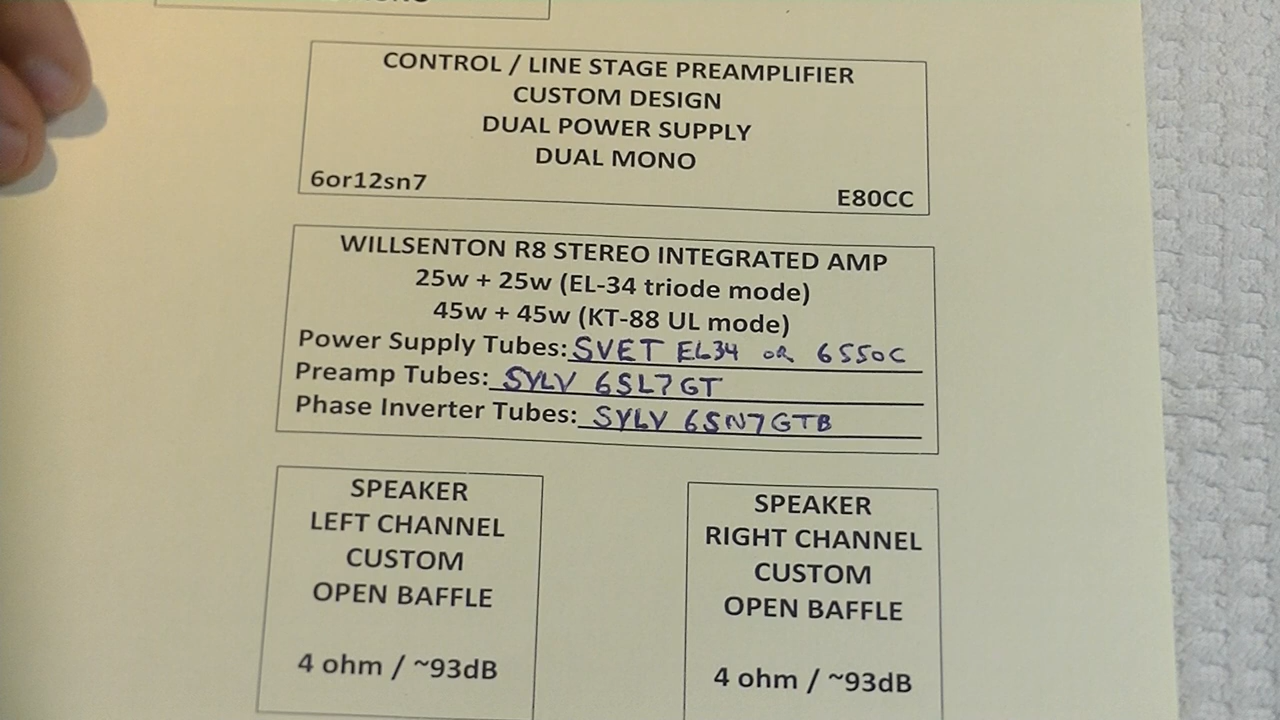 CONTROL / LINE STAGE PREAMPLIFIER
CUSTOM DESIGN
DUAL POWER SUPPLY
DUAL MONO
6or12sn7
E80CC
WILLSENTON R8 STEREO INTEGRATED AMP
25w + 25w (EL-34 triode mode)
45w + 45w (KT-88 UL mode)
Power Supply Tubes: SVET EL34 OR 6550C
Preamp Tubes: SYLV 6SL7GT
Phase Inverter Tubes: SYLV 6SN7GTB
SPEAKER
LEFT CHANNEL
CUSTOM
OPEN BAFFLE
4 ohm / ~93dB
SPEAKER
RIGHT CHANNEL
CUSTOM
OPEN BAFFLE
4 ohm / ~93dB